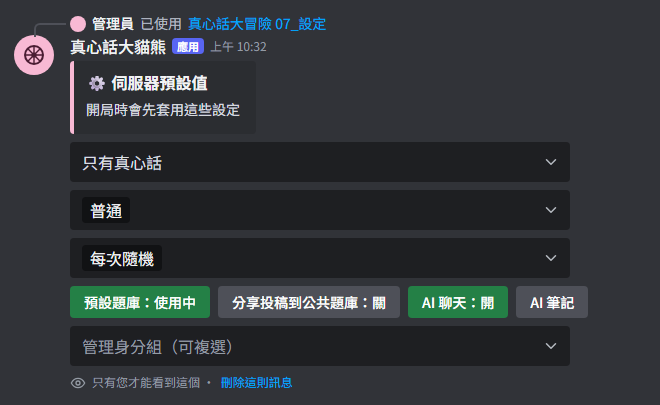 管理員 已使用 真心話大冒險 07_設定
真心話大貓熊 應用 上午 10:32
伺服器預設值
開局時會先套用這些設定
只有真心話
普通
每次隨機
預設題庫：使用中 分享投稿到公共題庫：關 AI 聊天：開 AI 筆記
管理身分組（可複選）
只有您才能看到這個 • 刪除這則訊息